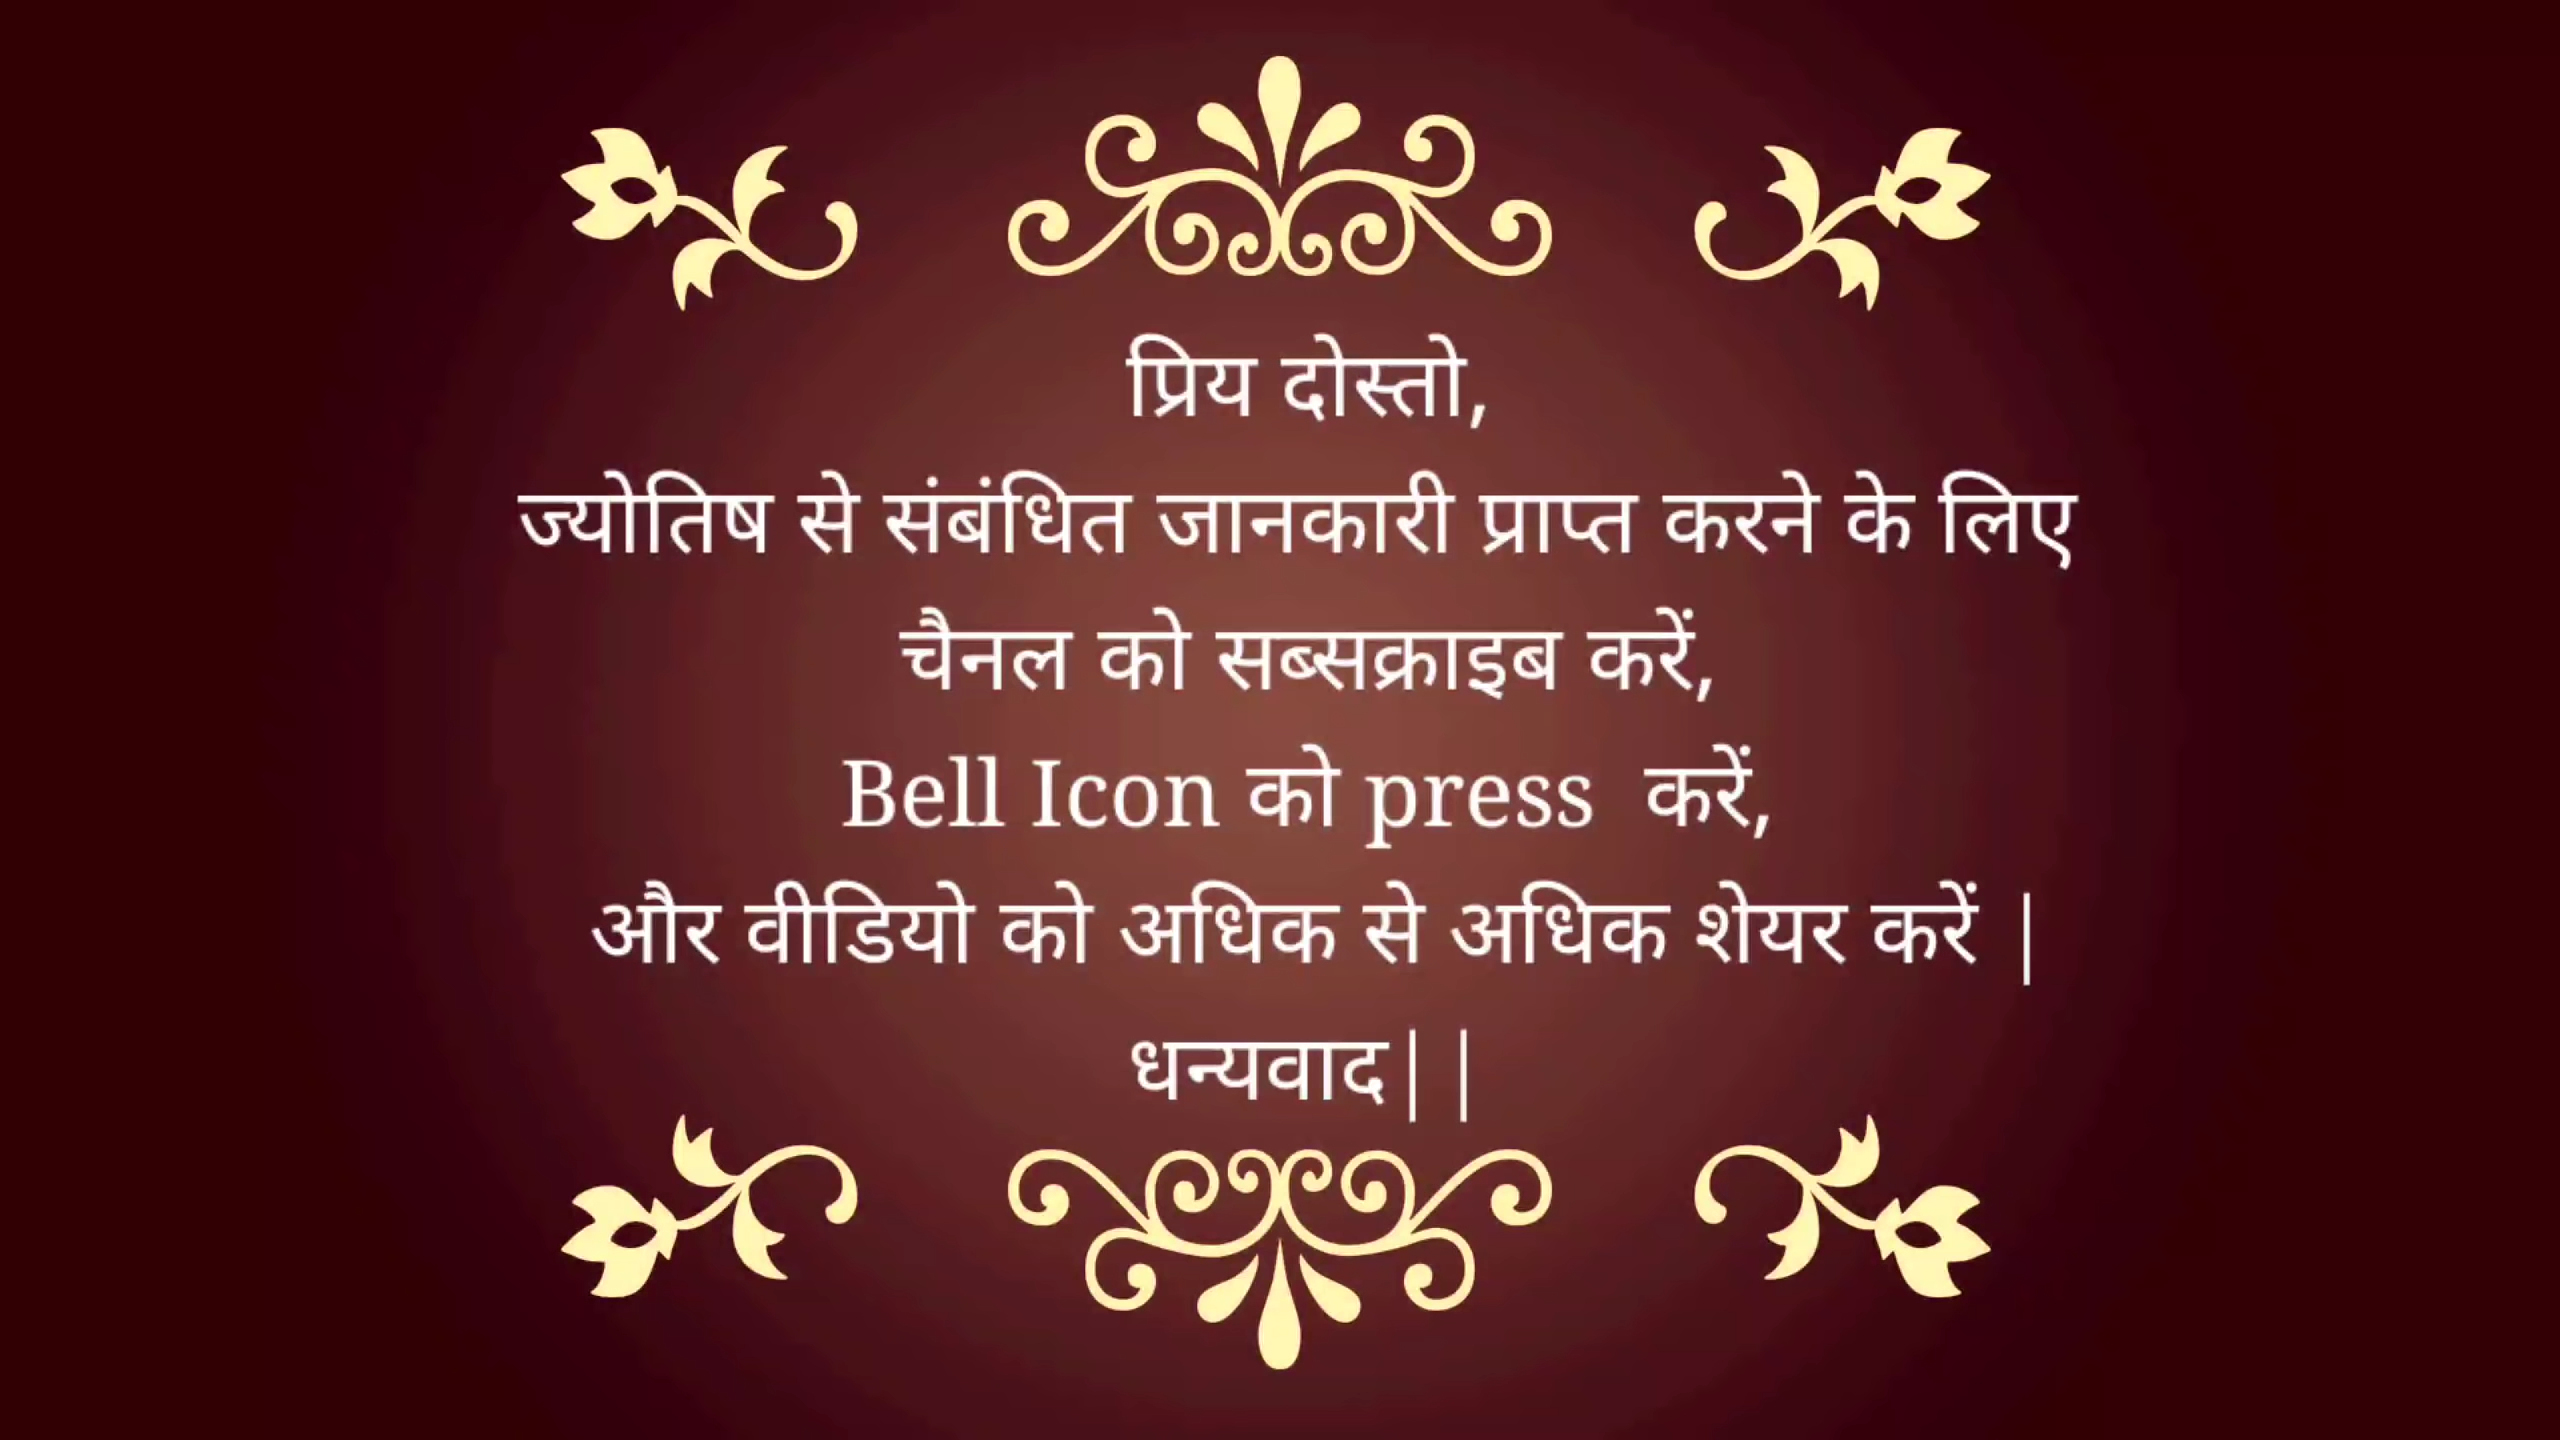 प्रिय दोस्तो,
ज्योतिष से संबंधित जानकारी प्राप्त करने के लिए
चैनल को सब्सक्राइब करें,
Bell Icon को press  करें,
और वीडियो को अधिक से अधिक शेयर करें |
धन्यवाद||